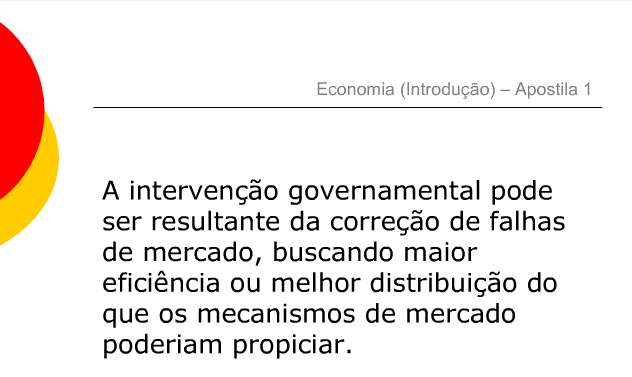 Economia (Introdução) – Apostila 1
A intervenção governamental pode
ser resultante da correção de falhas
de mercado, buscando maior
eficiência ou melhor distribuição do
que os mecanismos de mercado
poderiam propiciar.